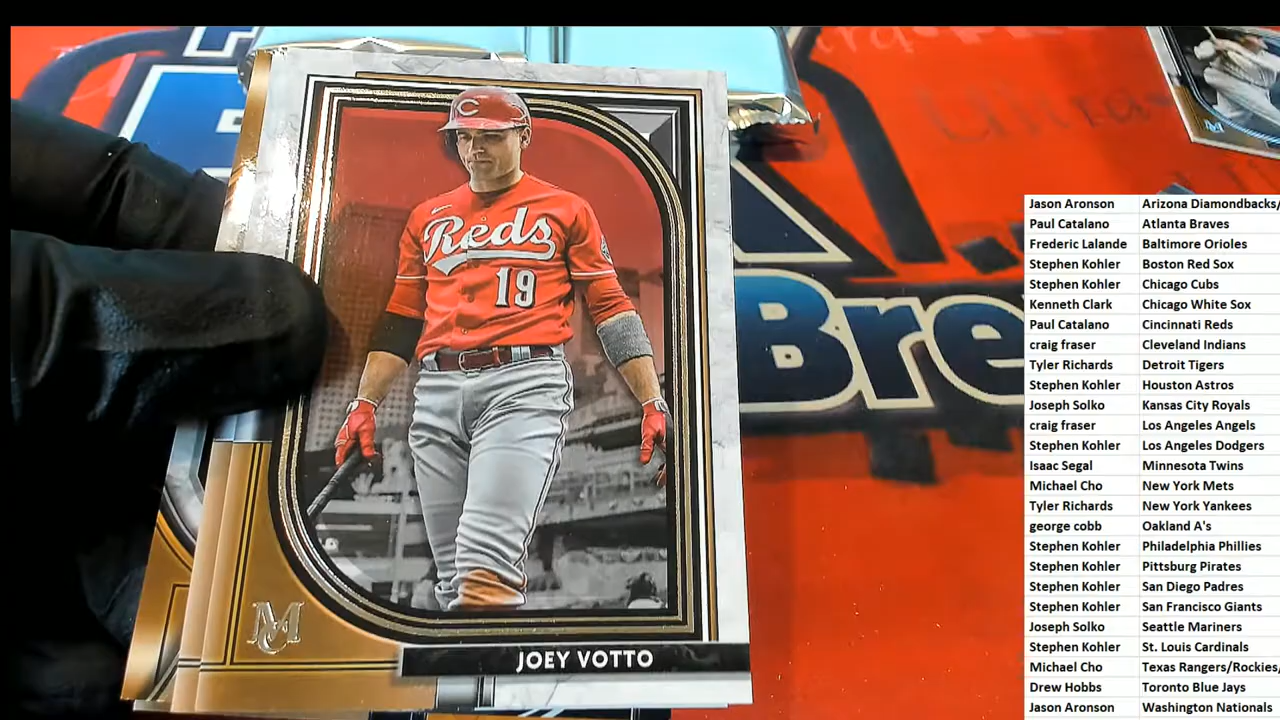 C
Reds
19
MC
JOEY VOTTO
Bre
Jason Aronson Arizona Diamondbacks/
Paul Catalano Atlanta Braves
Frederic Lalande Baltimore Orioles
Stephen Kohler Boston Red Sox
Stephen Kohler Chicago Cubs
Kenneth Clark Chicago White Sox
Paul Catalano Cincinnati Reds
craig fraser Cleveland Indians
Tyler Richards Detroit Tigers
Stephen Kohler Houston Astros
Joseph Solko Kansas City Royals
craig fraser Los Angeles Angels
Stephen Kohler Los Angeles Dodgers
Isaac Segal Minnesota Twins
Michael Cho New York Mets
Tyler Richards New York Yankees
george cobb Oakland A's
Stephen Kohler Philadelphia Phillies
Stephen Kohler Pittsburg Pirates
Stephen Kohler San Diego Padres
Stephen Kohler San Francisco Giants
Joseph Solko Seattle Mariners
Stephen Kohler St. Louis Cardinals
Michael Cho Texas Rangers/Rockies/
Drew Hobbs Toronto Blue Jays
Jason Aronson Washington Nationals